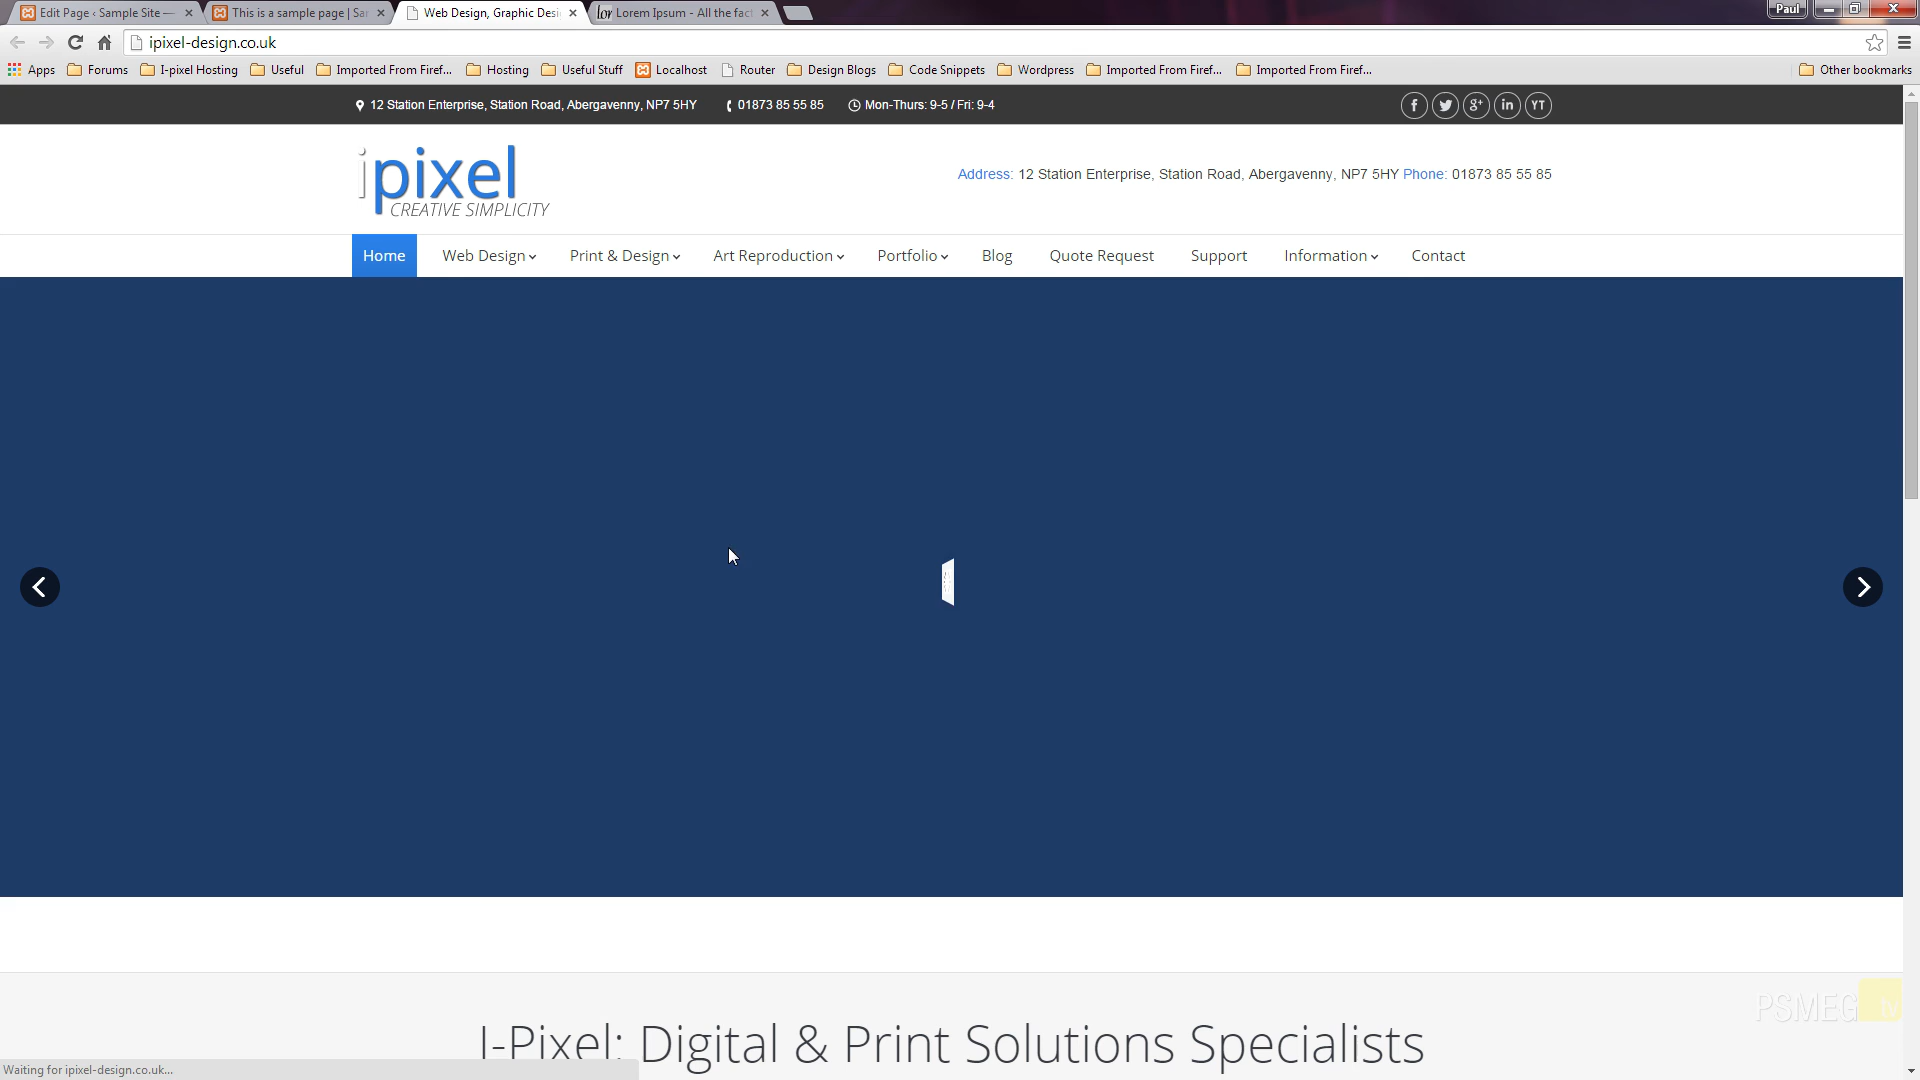 Edit Page ‹ Sample Site —
This is a sample page | Sa
Web Design, Graphic Desi
Lorem Ipsum - All the fac
Paul
ipixel-design.co.uk
Apps Forums I-pixel Hosting Useful Imported From Firef... Hosting Useful Stuff Localhost Router Design Blogs Code Snippets Wordpress Imported From Firef... Imported From Firef... Other bookmarks
12 Station Enterprise, Station Road, Abergavenny, NP7 5HY 01873 85 55 85 Mon-Thurs: 9-5 / Fri: 9-4 f g+ in YT
ipixel
CREATIVE SIMPLICITY
Address: 12 Station Enterprise, Station Road, Abergavenny, NP7 5HY Phone: 01873 85 55 85
Home Web Design Print & Design Art Reproduction Portfolio Blog Quote Request Support Information Contact
I-Pixel: Digital & Print Solutions Specialists
PSMEG
Waiting for ipixel-design.co.uk...